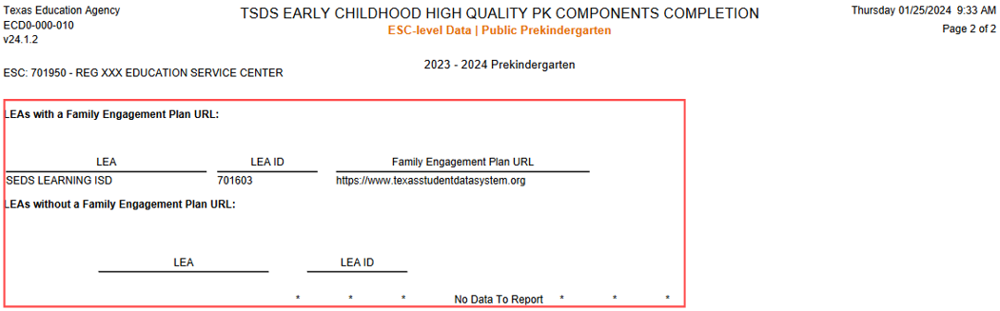 Texas Education Agency
ECD0-000-010
v24.1.2
TSDS EARLY CHILDHOOD HIGH QUALITY PK COMPONENTS COMPLETION
ESC-level Data | Public Prekindergarten
Thursday 01/25/2024 9:33 AM
Page 2 of 2
2023 - 2024 Prekindergarten
ESC: 701950 - REG XXX EDUCATION SERVICE CENTER
LEAs with a Family Engagement Plan URL:
LEA LEA ID Family Engagement Plan URL
SEDS LEARNING ISD 701603 https://www.texasstudentdatasystem.org
LEAs without a Family Engagement Plan URL:
LEA LEA ID
* * * No Data To Report * * *